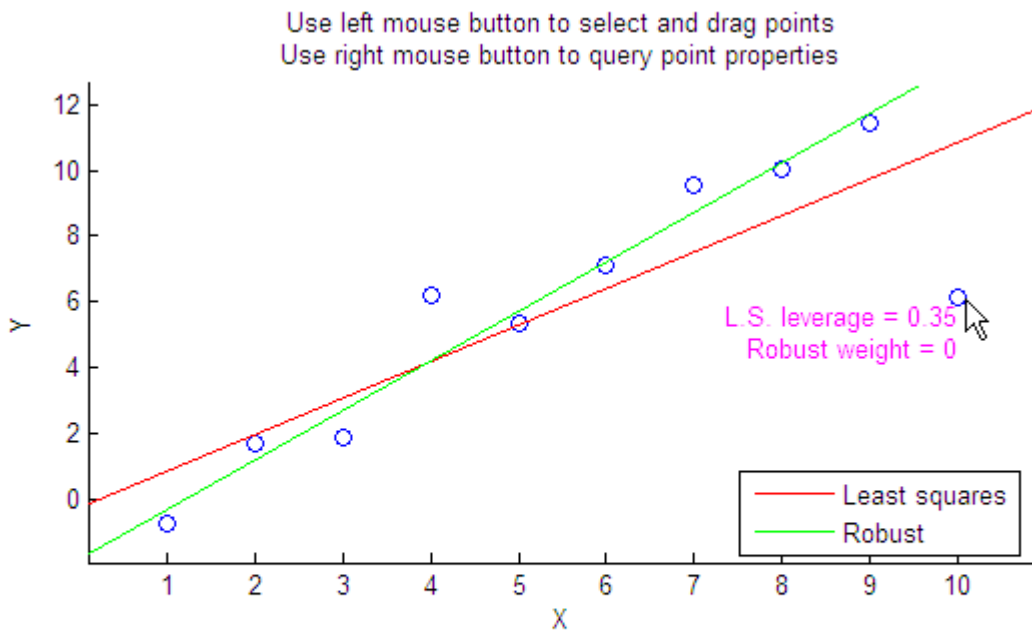 Use left mouse button to select and drag points
Use right mouse button to query point properties
12
10
8
6
4
2
0
Y
L.S. leverage = 0.35
Robust weight = 0
Least squares
Robust
1 2 3 4 5 6 7 8 9 10
X